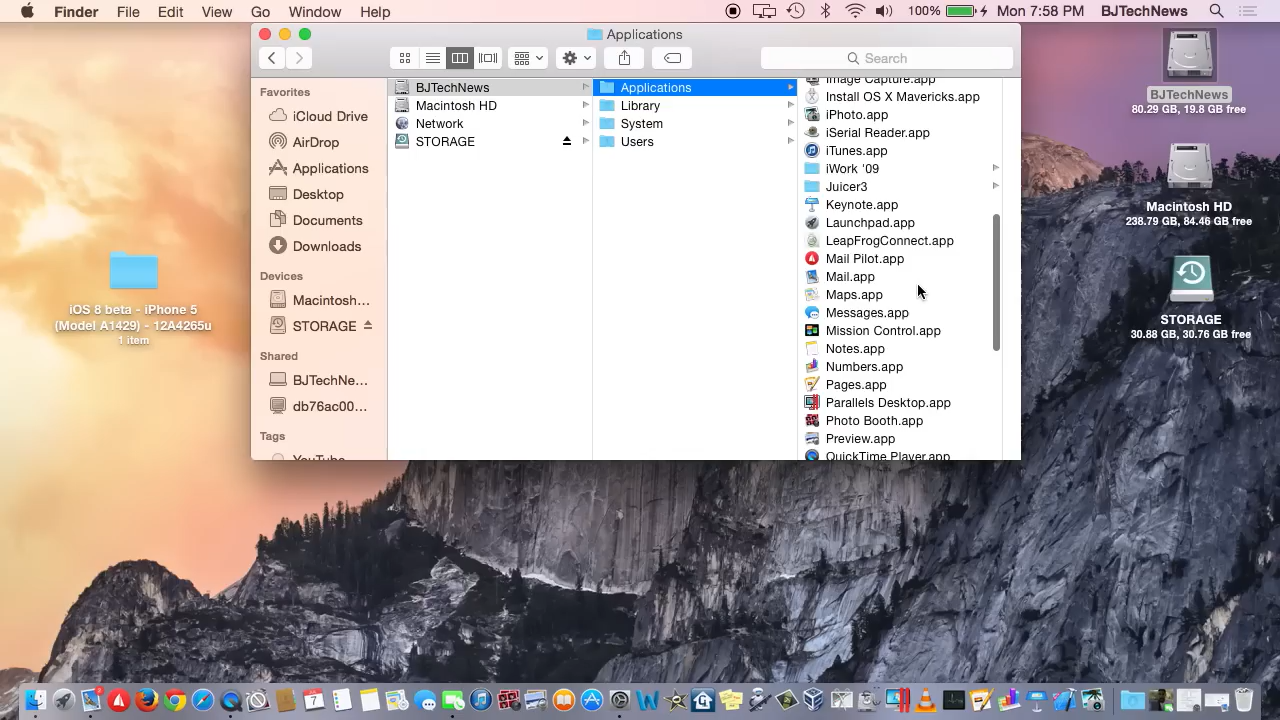 Finder File Edit View Go Window Help
100% Mon 7:58 PM BJTechNews
Applications
Search
Favorites
iCloud Drive
AirDrop
Applications
Desktop
Documents
Downloads
Devices
Macintosh...
STORAGE
Shared
BJTechNe...
db76ac00...
Tags
YouTube
BJTechNews
Macintosh HD
Network
STORAGE
Applications
Library
System
Users
Image Capture.app
Install OS X Mavericks.app
iPhoto.app
iSerial Reader.app
iTunes.app
iWork '09
Juicer3
Keynote.app
Launchpad.app
LeapFrogConnect.app
Mail Pilot.app
Mail.app
Maps.app
Messages.app
Mission Control.app
Notes.app
Numbers.app
Pages.app
Parallels Desktop.app
Photo Booth.app
Preview.app
QuickTime Player.app
iOS 8 beta - iPhone 5
(Model A1429) - 12A4265u
1 item
BJTechNews
80.29 GB, 19.8 GB free
Macintosh HD
238.79 GB, 84.46 GB free
STORAGE
30.88 GB, 30.76 GB free